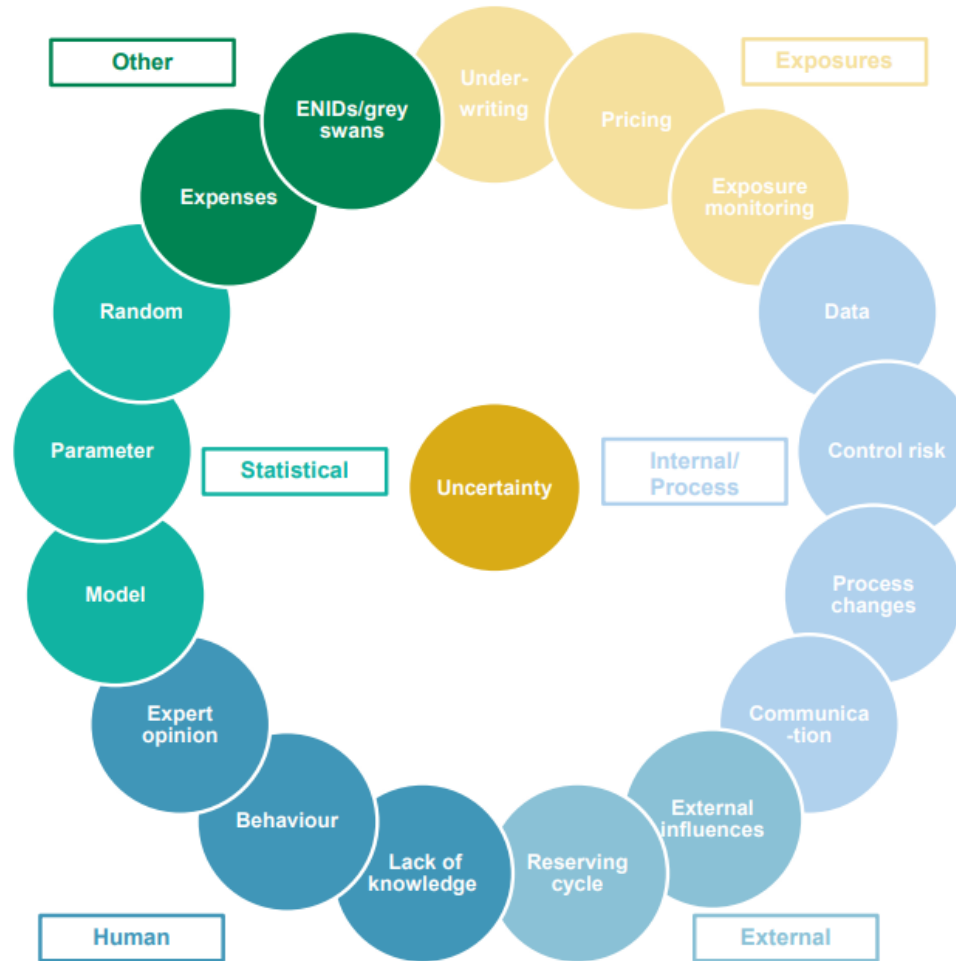 Other
Exposures
Under-
writing
Pricing
ENIDs/grey
swans
Expenses
Exposure
monitoring
Random
Data
Parameter
Statistical
Uncertainty
Internal/
Process
Control risk
Model
Process
changes
Expert
opinion
Communica
-tion
Behaviour
External
influences
Lack of
knowledge
Reserving
cycle
Human
External